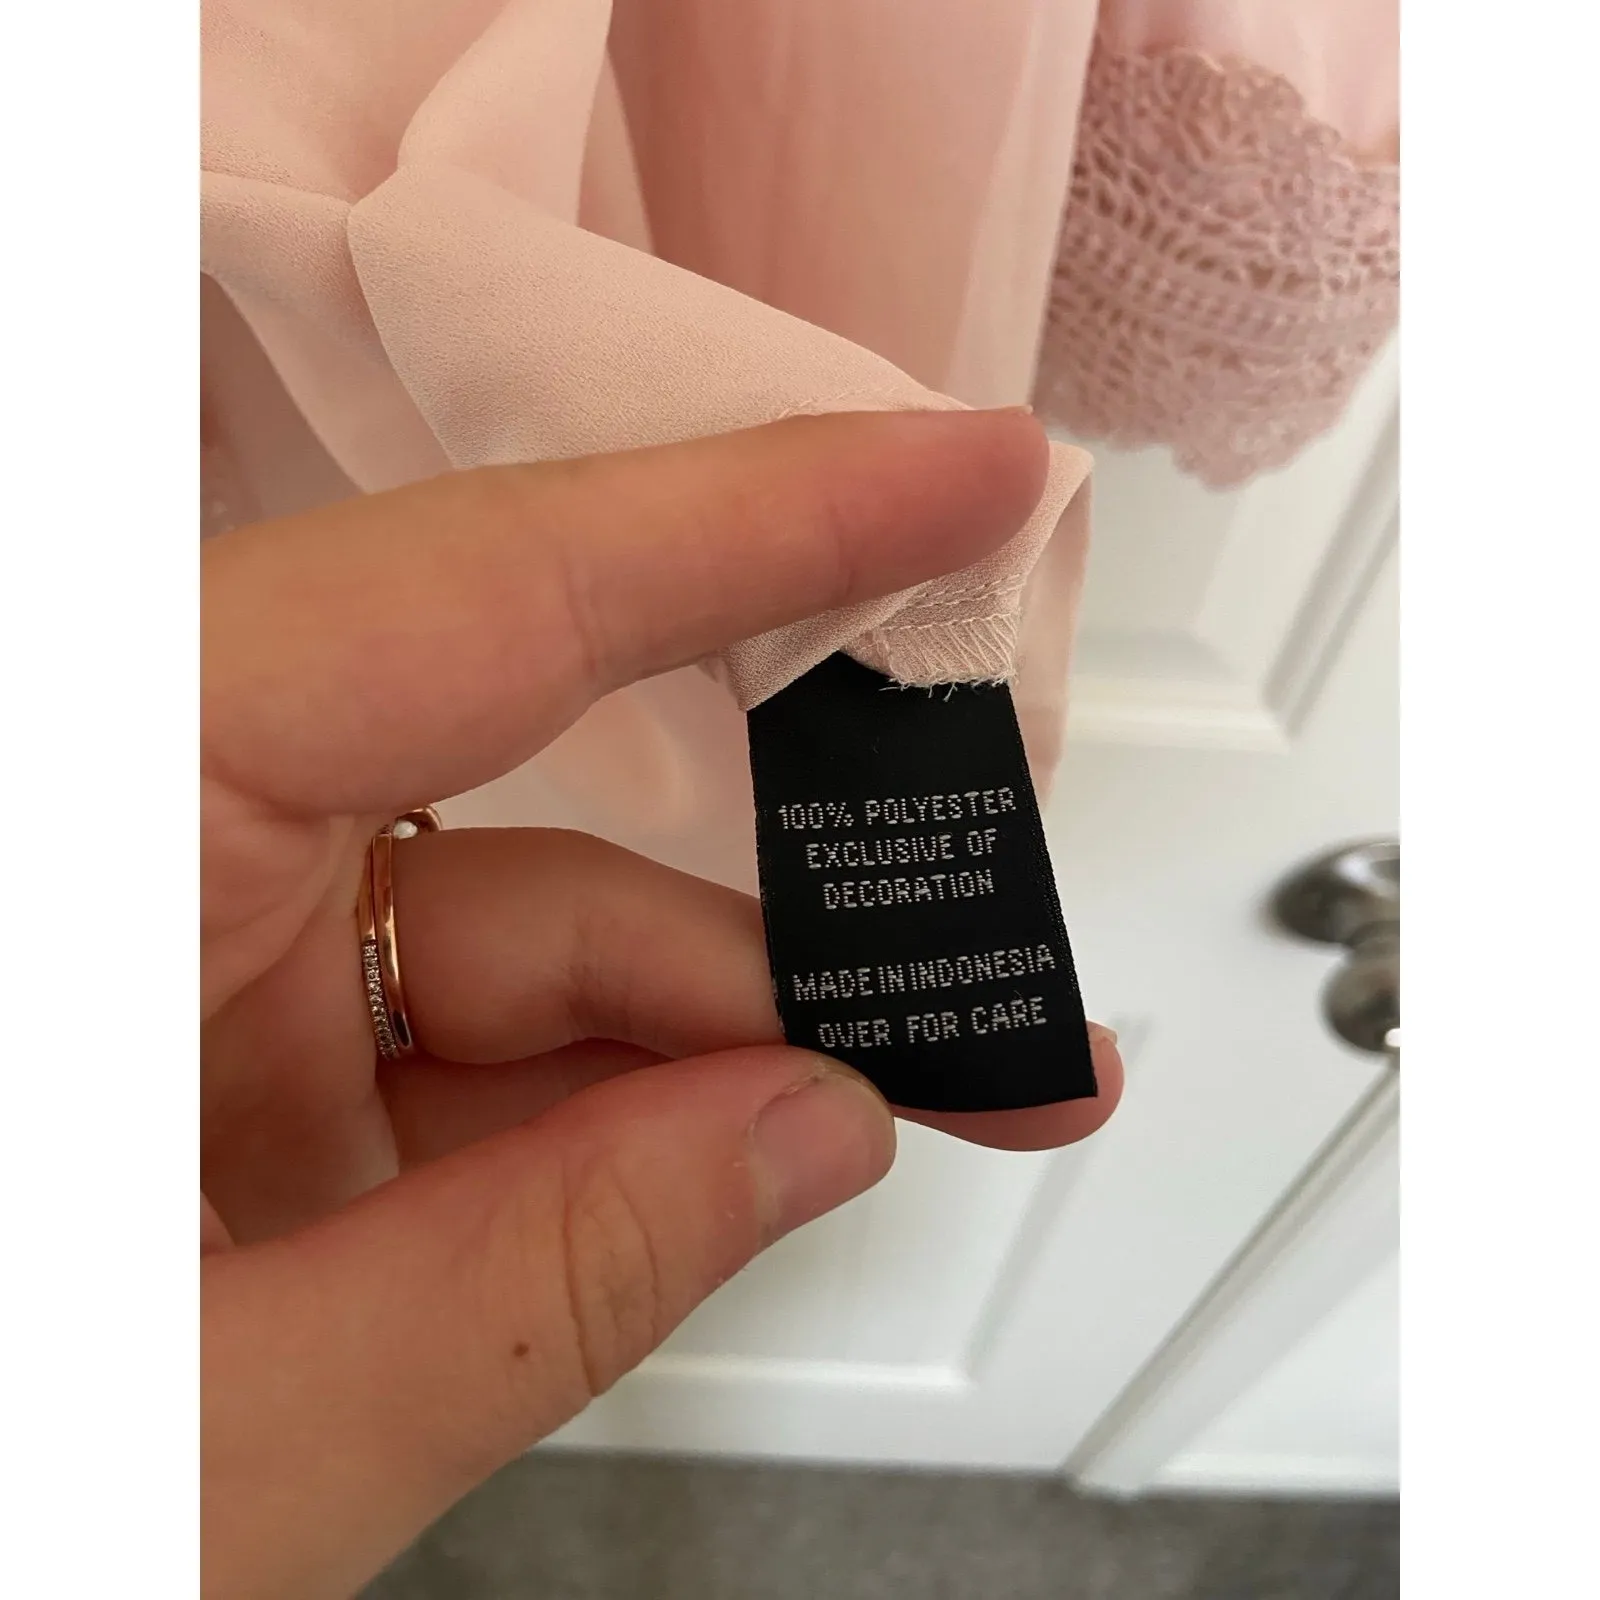 100% POLYESTER
EXCLUSIVE OF
DECORATION
MADE IN INDONESIA
OVER FOR CARE